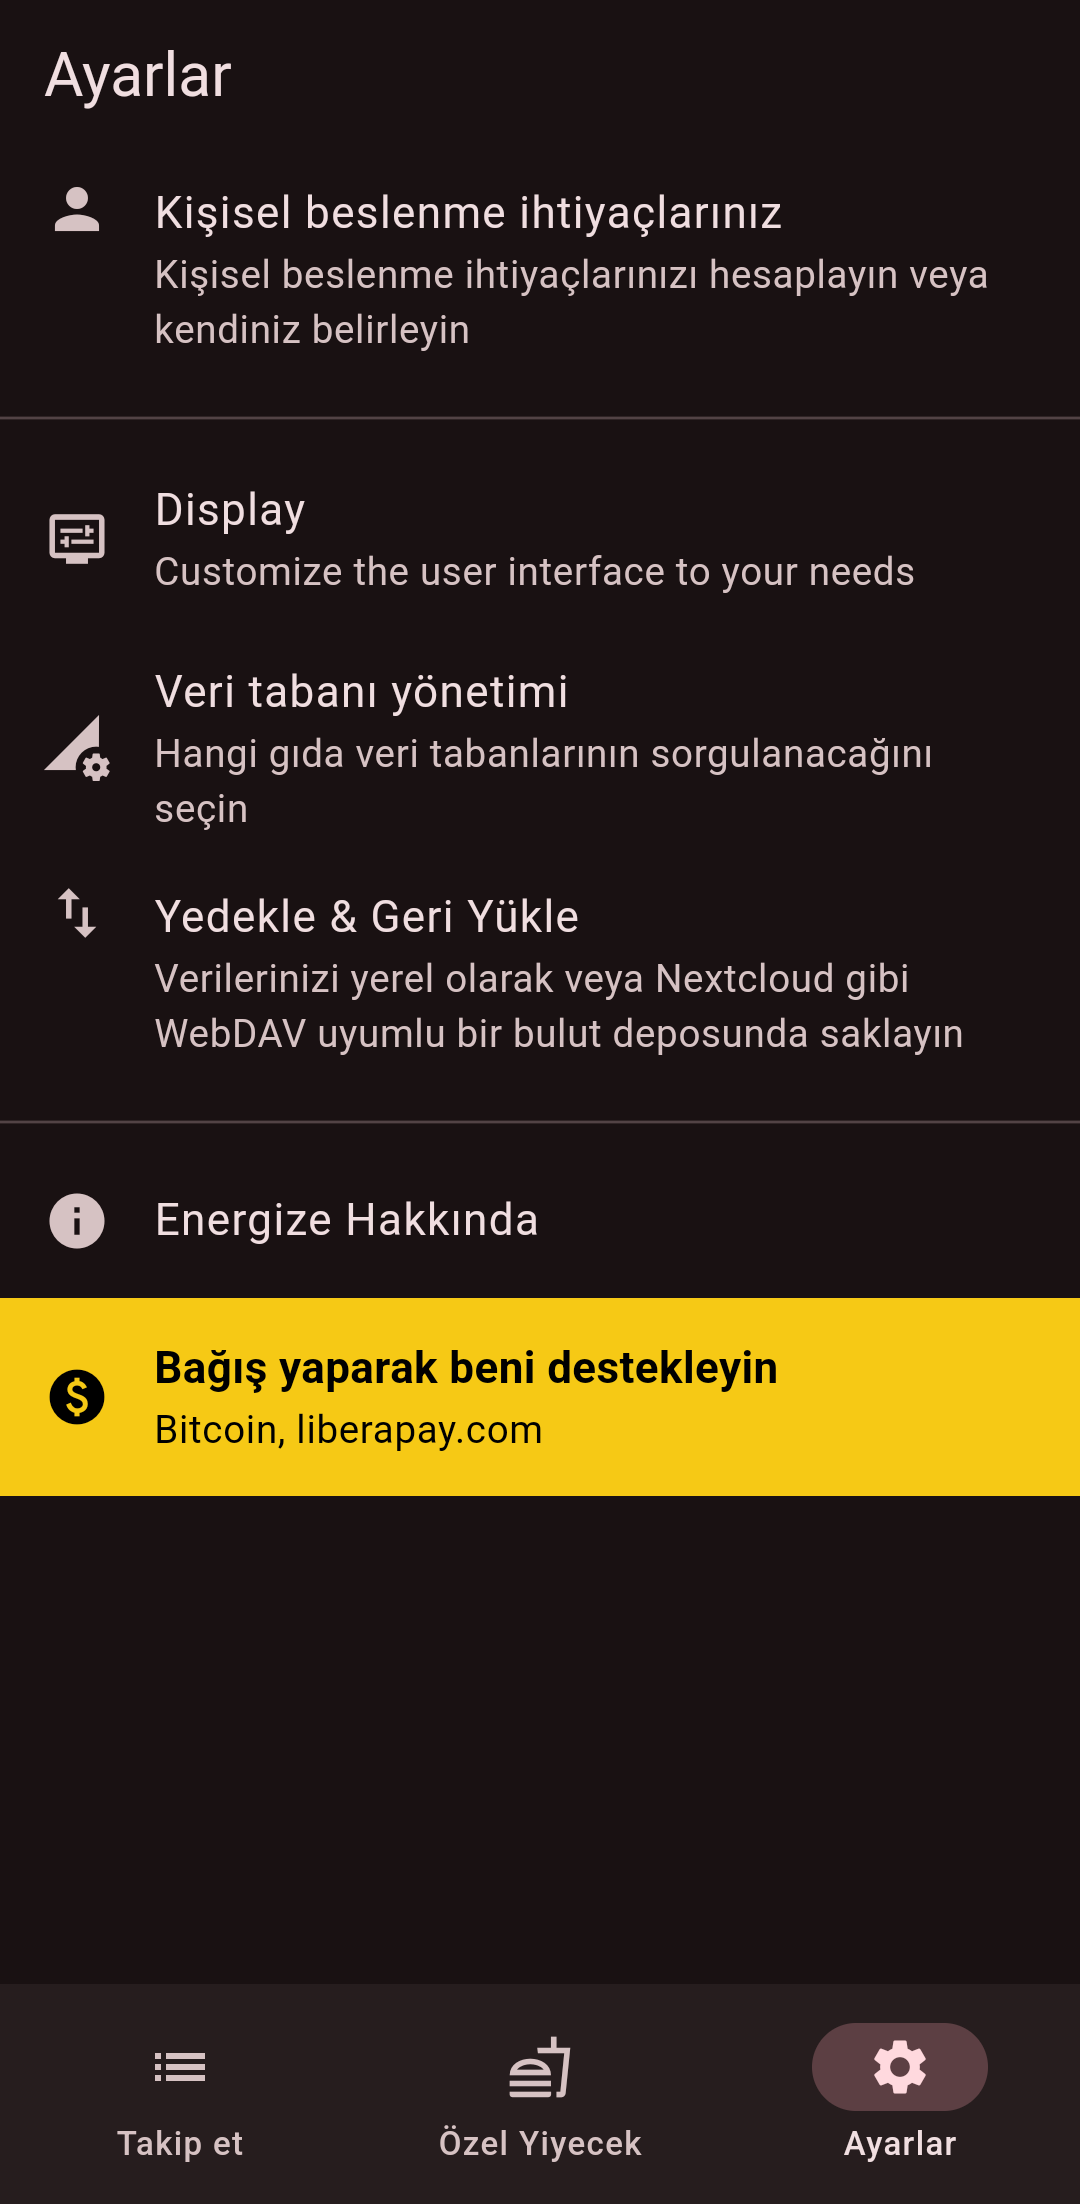 Ayarlar
Kişisel beslenme ihtiyaçlarınız
Kişisel beslenme ihtiyaçlarınızı hesaplayın veya
kendiniz belirleyin
Display
Customize the user interface to your needs
Veri tabanı yönetimi
Hangi gıda veri tabanlarının sorgulanacağını
seçin
Yedekle & Geri Yükle
Verilerinizi yerel olarak veya Nextcloud gibi
WebDAV uyumlu bir bulut deposunda saklayın
Energize Hakkında
Bağış yaparak beni destekleyin
Bitcoin, liberapay.com
Takip et
Özel Yiyecek
Ayarlar